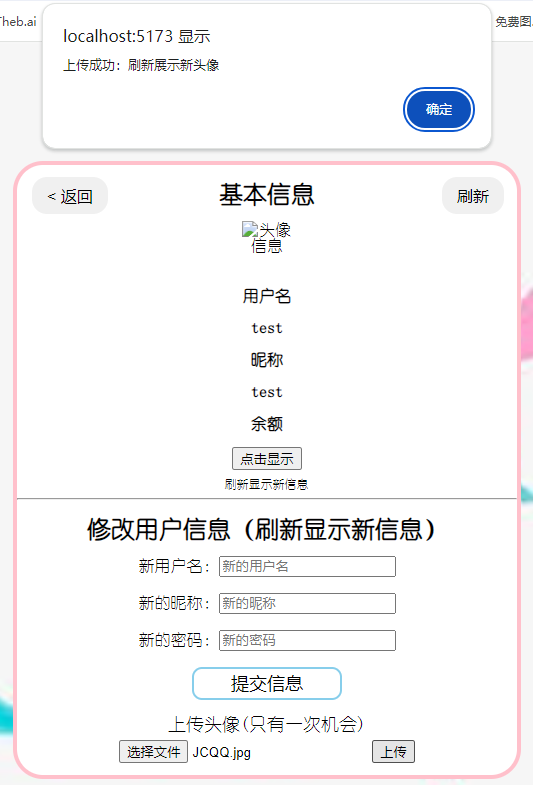 Theb.ai
免费图
localhost:5173 显示
上传成功：刷新展示新头像
确定
< 返回
基本信息
刷新
头像
信息
用户名
test
昵称
test
余额
点击显示
刷新显示新信息
修改用户信息（刷新显示新信息）
新用户名：新的用户名
新的昵称：新的昵称
新的密码：新的密码
提交信息
上传头像(只有一次机会)
选择文件 JCQQ.jpg 上传